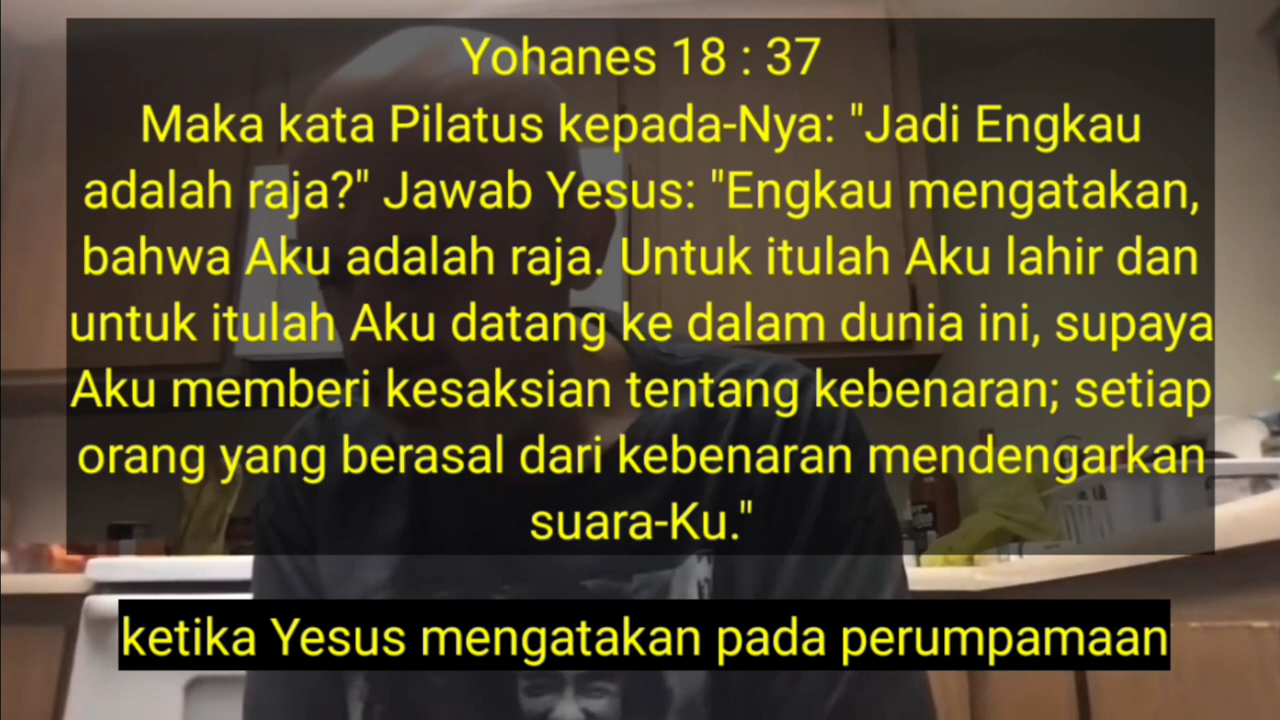 Yohanes 18 : 37
Maka kata Pilatus kepada-Nya: "Jadi Engkau
adalah raja?" Jawab Yesus: "Engkau mengatakan,
bahwa Aku adalah raja. Untuk itulah Aku lahir dan
untuk itulah Aku datang ke dalam dunia ini, supaya
Aku memberi kesaksian tentang kebenaran; setiap
orang yang berasal dari kebenaran mendengarkan
suara-Ku."
ketika Yesus mengatakan pada perumpamaan